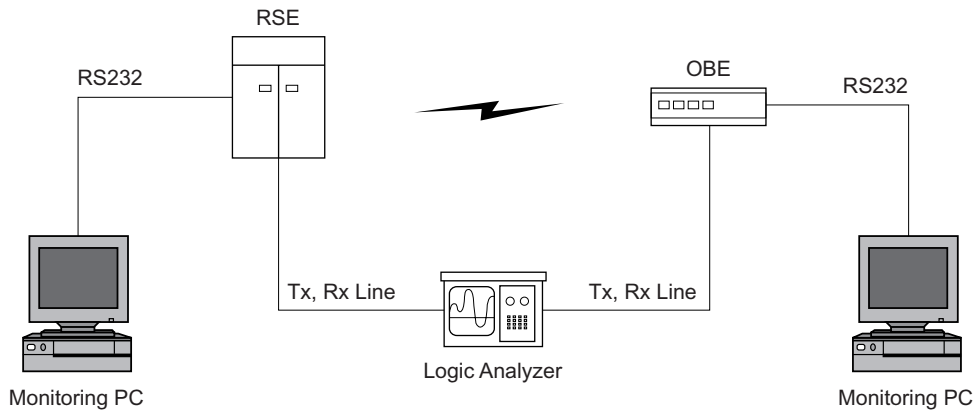 RSE
OBE
RS232
RS232
Tx, Rx Line
Tx, Rx Line
Logic Analyzer
Monitoring PC
Monitoring PC